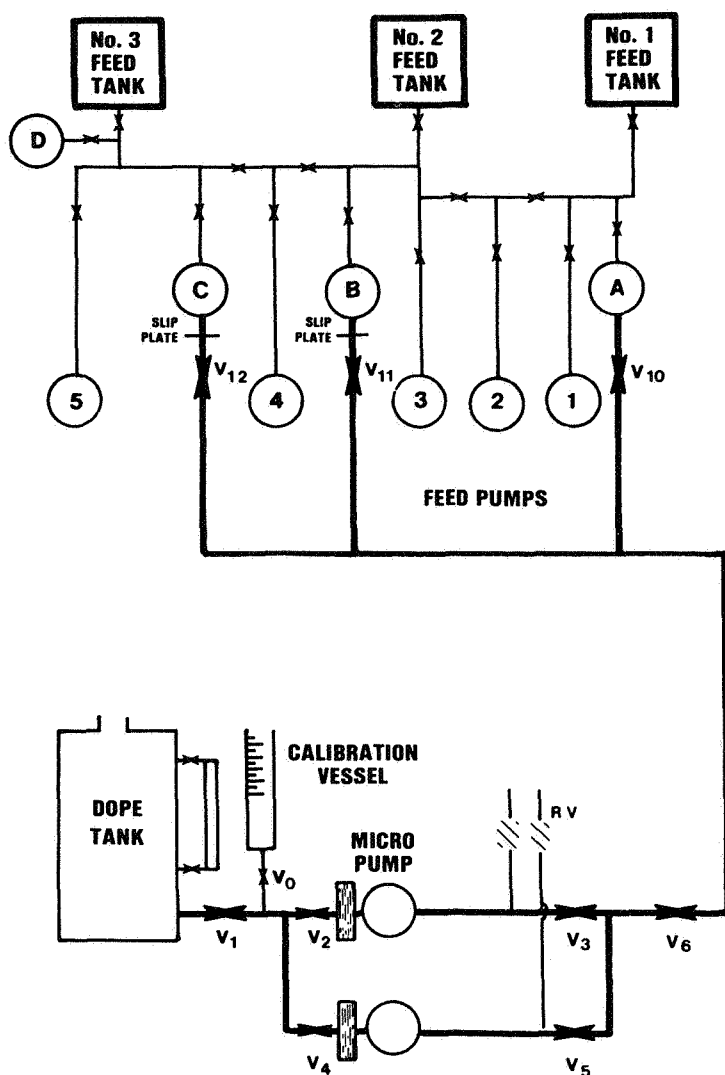 No. 3
FEED
TANK
No. 2
FEED
TANK
No. 1
FEED
TANK
D
C
B
A
SLIP
PLATE
SLIP
PLATE
V12
V11
V10
5
4
3
2
1
FEED PUMPS
DOPE
TANK
CALIBRATION
VESSEL
RV
MICRO
PUMP
V0
V1
V2
V3
V6
V4
V5